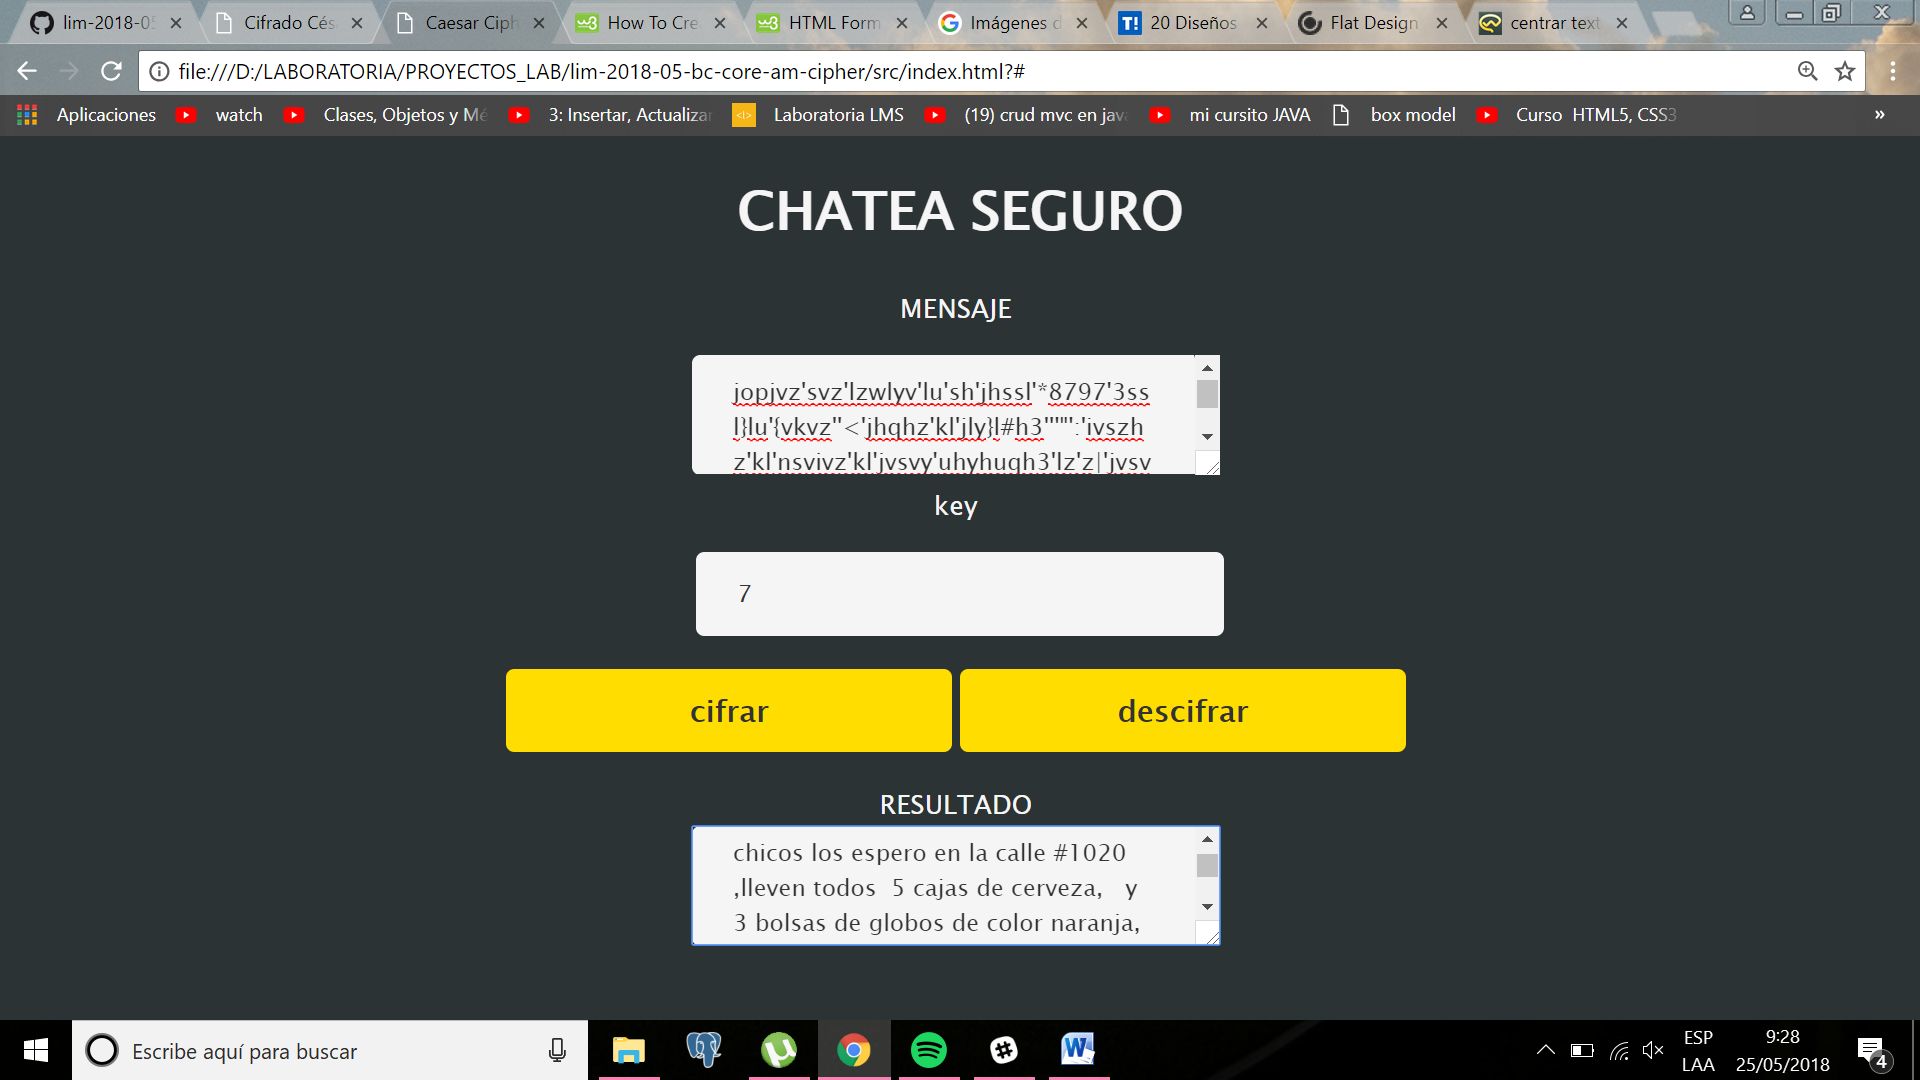 lim-2018-05
Cifrado Cés
Caesar Ciph
How To Cre
HTML Form
Imágenes d
20 Diseños
Flat Design
centrar text
file:///D:/LABORATORIA/PROYECTOS_LAB/lim-2018-05-bc-core-am-cipher/src/index.html?#
Aplicaciones
watch
Clases, Objetos y Mé
3: Insertar, Actualizar
Laboratoria LMS
(19) crud mvc en java
mi cursito JAVA
box model
Curso HTML5, CSS3
»
CHATEA SEGURO
MENSAJE
jopjvz'svz'lzwlyv'lu'sh'jhssl'*8797'3ss
l}lu'{vkvz''<'jhqhz'kl'jly}l#h3''''''':'ivszh
z'kl'nsvivz'kl'jvsvy'uhyhuqh3'lz'z|'jvsv
key
7
cifrar
descifrar
RESULTADO
chicos los espero en la calle #1020
,lleven todos  5 cajas de cerveza,   y
3 bolsas de globos de color naranja,
Escribe aquí para buscar
ESP
LAA
9:28
25/05/2018
4